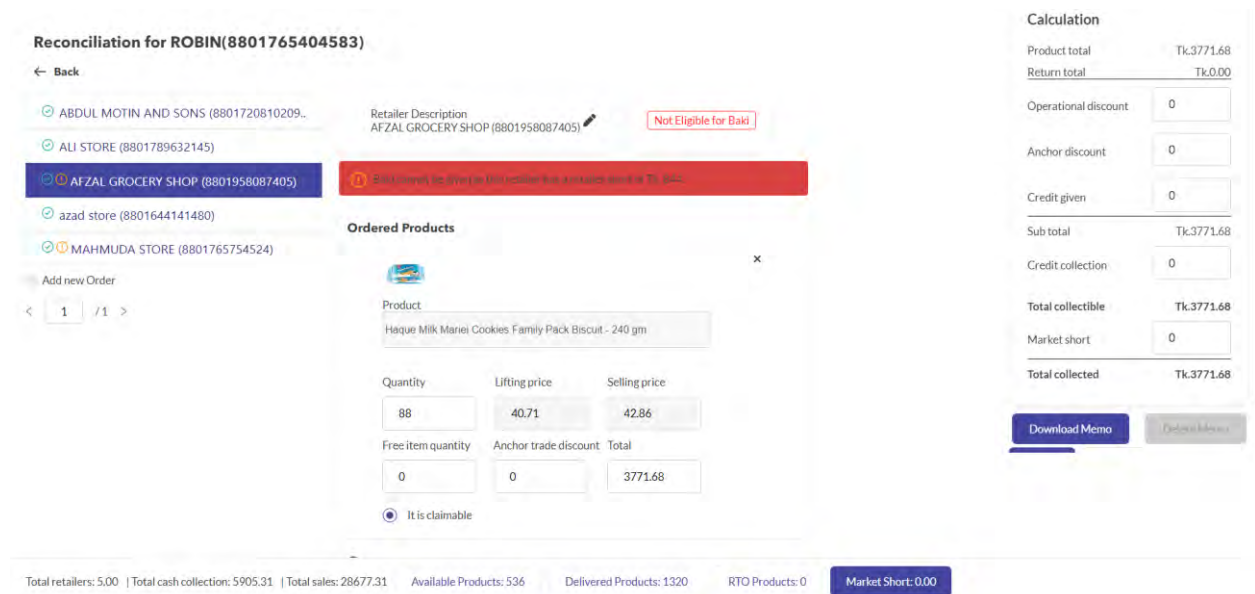 Reconciliation for ROBIN(8801765404583)
← Back
ABDUL MOTIN AND SONS (8801720810209..
ALI STORE (8801789632145)
AFZAL GROCERY SHOP (8801958087405)
azad store (8801644141480)
MAHMUDA STORE (8801765754524)
Add new Order
< 1 /1 >
Retailer Description
AFZAL GROCERY SHOP (8801958087405)
Not Eligible for Baki
Ordered Products
×
Product
Haque Milk Mariei Cookies Family Pack Biscuit - 240 gm
Quantity Lifting price Selling price
88 40.71 42.86
Free item quantity Anchor trade discount Total
0 0 3771.68
It is claimable
Calculation
Product total Tk.3771.68
Return total Tk.0.00
Operational discount 0
Anchor discount 0
Credit given 0
Sub total Tk.3771.68
Credit collection 0
Total collectible Tk.3771.68
Market short 0
Total collected Tk.3771.68
Download Memo Delete Memo
Total retailers: 5.00 | Total cash collection: 5905.31 | Total sales: 28677.31 Available Products: 536 Delivered Products: 1320 RTO Products: 0 Market Short: 0.00